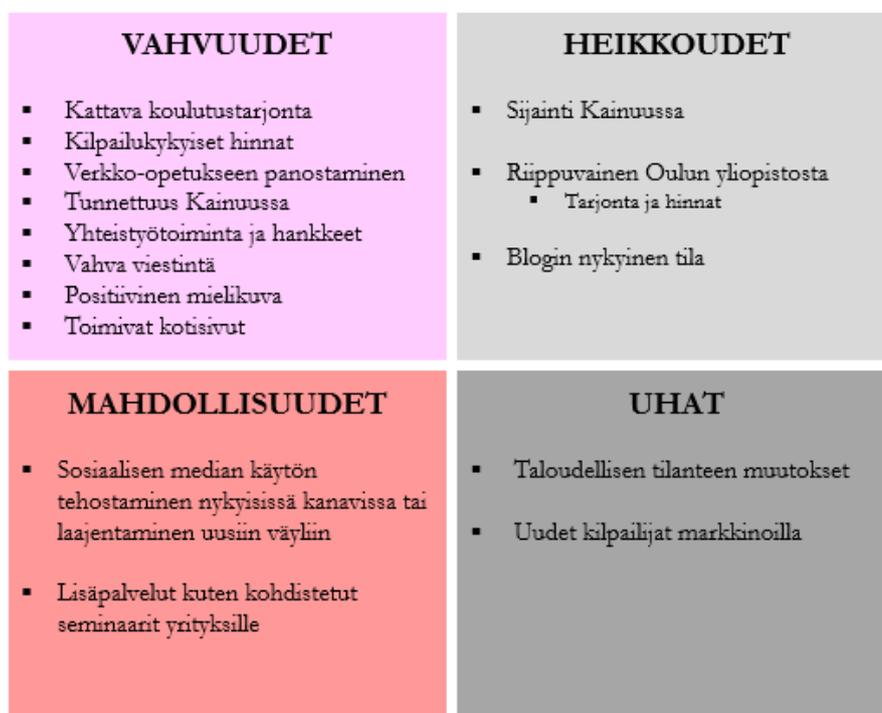 VAHVUUDET
▪ Kattava koulutustarjonta
▪ Kilpailukykyiset hinnat
▪ Verkko-opetukseen panostaminen
▪ Tunnettuus Kainuussa
▪ Yhteistyötoiminta ja hankkeet
▪ Vahva viestintä
▪ Positiivinen mielikuva
▪ Toimivat kotisivut
HEIKKOUDET
▪ Sijainti Kainuussa
▪ Riippuvainen Oulun yliopistosta
▪ Tarjonta ja hinnat
▪ Blogin nykyinen tila
MAHDOLLISUUDET
▪ Sosiaalisen median käytön
tehostaminen nykyisissä kanavissa tai
laajentaminen uusiin väyliin
▪ Lisäpalvelut kuten kohdistetut
seminaarit yrityksille
UHAT
▪ Taloudellisen tilanteen muutokset
▪ Uudet kilpailijat markkinoilla